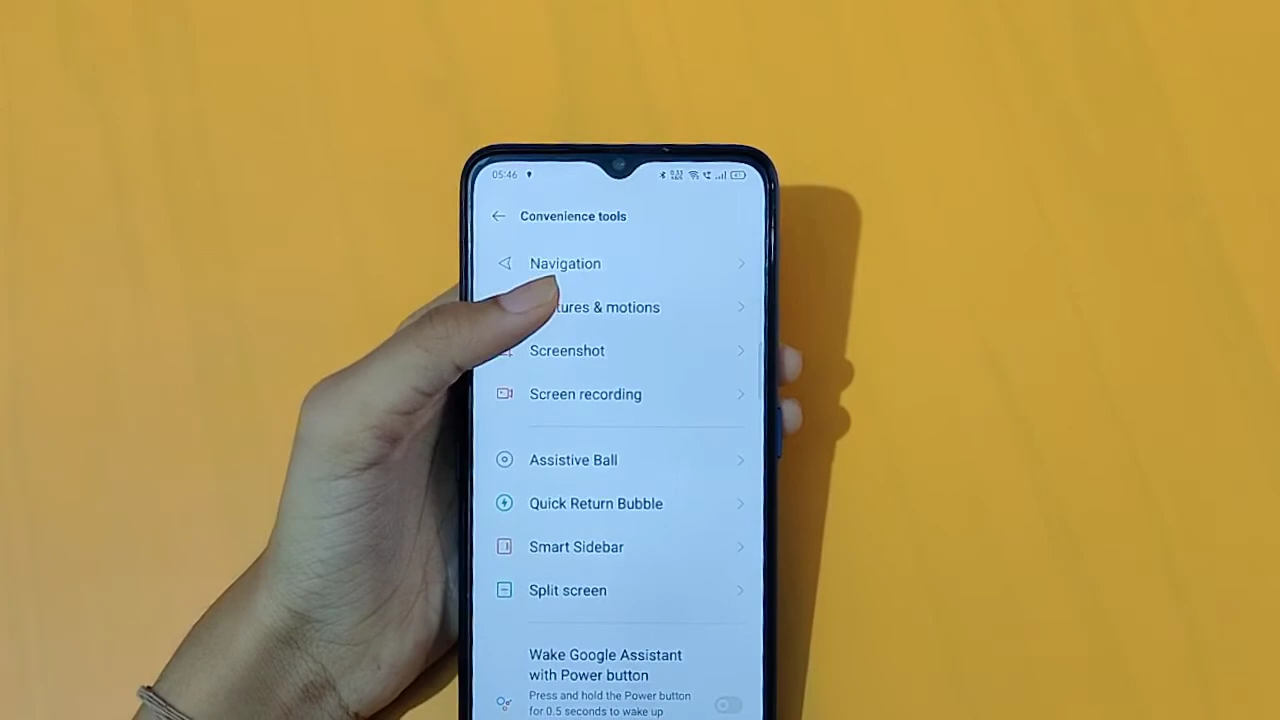 05:46
Convenience tools
Navigation
tures & motions
Screenshot
Screen recording
Assistive Ball
Quick Return Bubble
Smart Sidebar
Split screen
Wake Google Assistant
with Power button
Press and hold the Power button
for 0.5 seconds to wake up